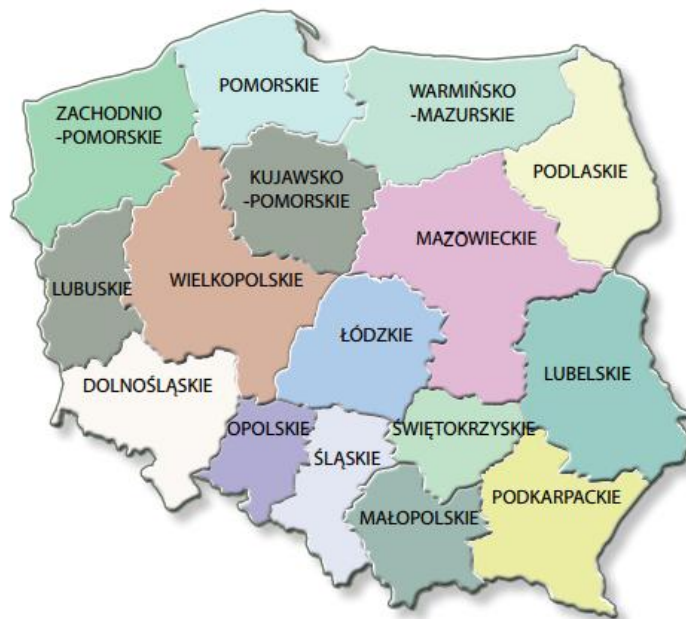 POMORSKIE
WARMIŃSKO
-MAZURSKIE
ZACHODNIO
-POMORSKIE
PODLASKIE
KUJAWSKO
-POMORSKIE
MAZOWIECKIE
LUBUSKIE
WIELKOPOLSKIE
ŁÓDZKIE
LUBELSKIE
DOLNOŚLĄSKIE
OPOLSKIE
ŚWIĘTOKRZYSKIE
ŚLĄSKIE
PODKARPACKIE
MAŁOPOLSKIE